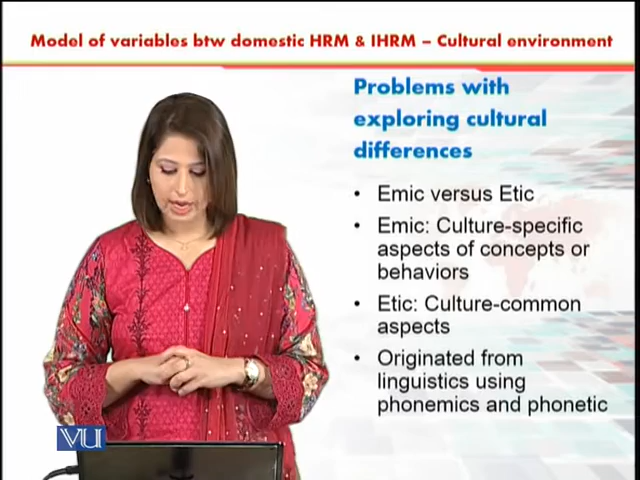 Model of variables btw domestic HRM & IHRM – Cultural environment
Problems with
exploring cultural
differences
• Emic versus Etic
• Emic: Culture-specific
aspects of concepts or
behaviors
• Etic: Culture-common
aspects
• Originated from
linguistics using
phonemics and phonetic
VU